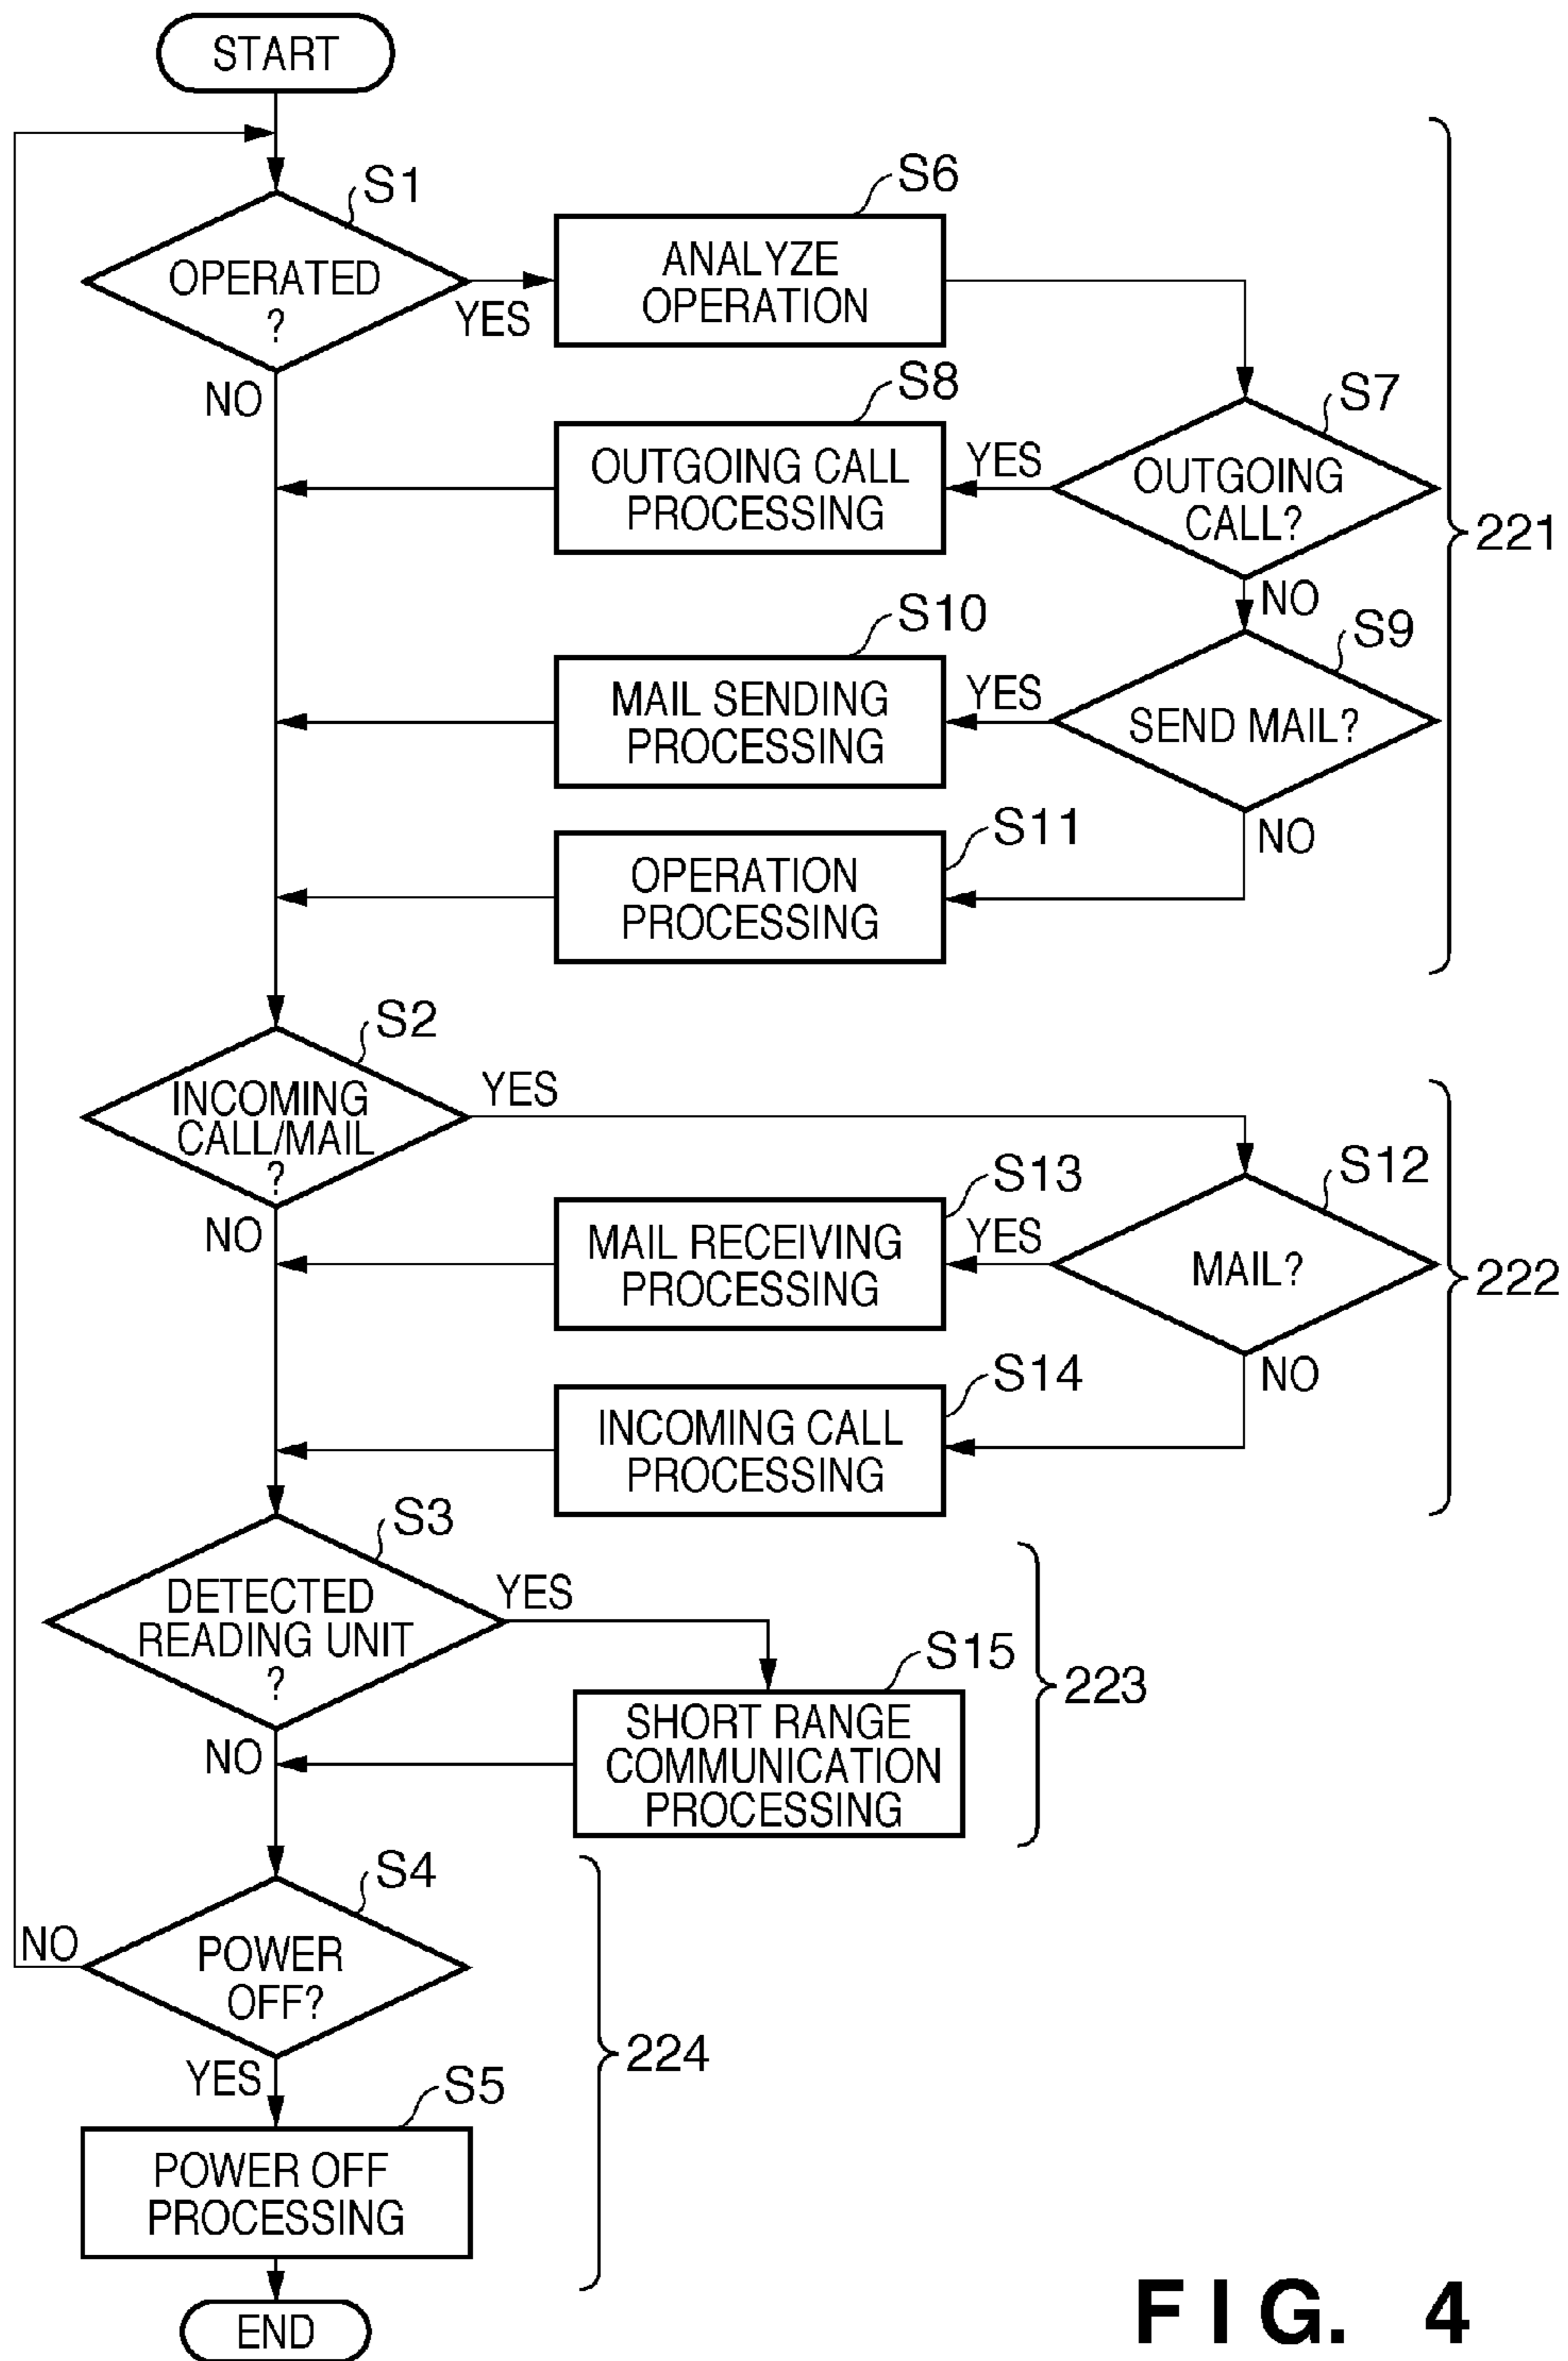 START
S1
OPERATED
?
YES
NO
S6
ANALYZE
OPERATION
S7
OUTGOING
CALL?
YES
NO
S8
OUTGOING CALL
PROCESSING
S9
SEND MAIL?
YES
NO
S10
MAIL SENDING
PROCESSING
S11
OPERATION
PROCESSING
221
S2
INCOMING
CALL/MAIL
?
YES
NO
S12
MAIL?
YES
NO
S13
MAIL RECEIVING
PROCESSING
S14
INCOMING CALL
PROCESSING
222
S3
DETECTED
READING UNIT
?
YES
NO
S15
SHORT RANGE
COMMUNICATION
PROCESSING
223
S4
POWER
OFF?
NO
YES
S5
POWER OFF
PROCESSING
224
END
FIG. 4